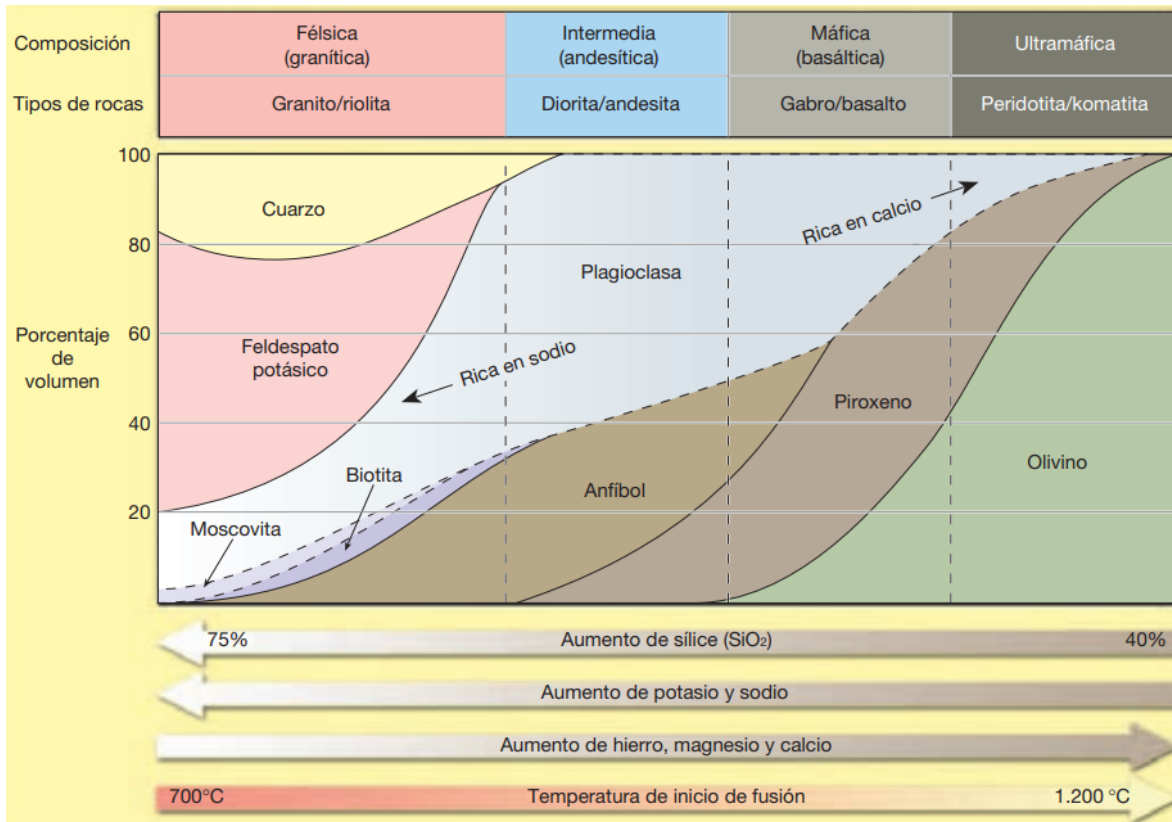 Composición
Félsica
(granítica)
Intermedia
(andesítica)
Máfica
(basáltica)
Ultramáfica
Tipos de rocas
Granito/riolita
Diorita/andesita
Gabro/basalto
Peridotita/komatita
100
80
60
40
20
Porcentaje
de
volumen
Cuarzo
Rica en calcio
Plagioclasa
Feldespato
potásico
Rica en sodio
Piroxeno
Biotita
Anfíbol
Olivino
Moscovita
75%
Aumento de sílice (SiO₂)
40%
Aumento de potasio y sodio
Aumento de hierro, magnesio y calcio
700°C
Temperatura de inicio de fusión
1.200 °C